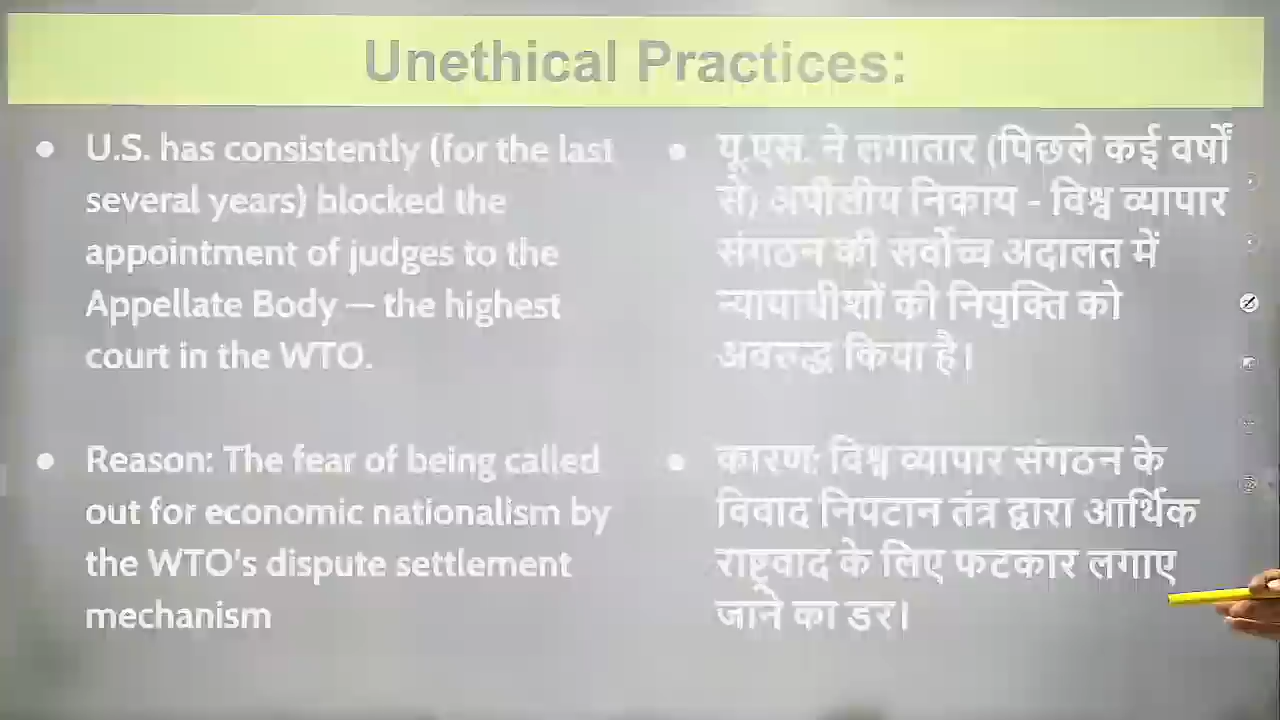 Unethical Practices:
U.S. has consistently (for the last
several years) blocked the
appointment of judges to the
Appellate Body — the highest
court in the WTO.
Reason: The fear of being called
out for economic nationalism by
the WTO's dispute settlement
mechanism
यू.एस. ने लगातार (पिछले कई वर्षों
से) अपीलीय निकाय - विश्व व्यापार
संगठन की सर्वोच्च अदालत में
न्यायाधीशों की नियुक्ति को
अवरुद्ध किया है।
कारण: विश्व व्यापार संगठन के
विवाद निपटान तंत्र द्वारा आर्थिक
राष्ट्रवाद के लिए फटकार लगाए
जाने का डर।